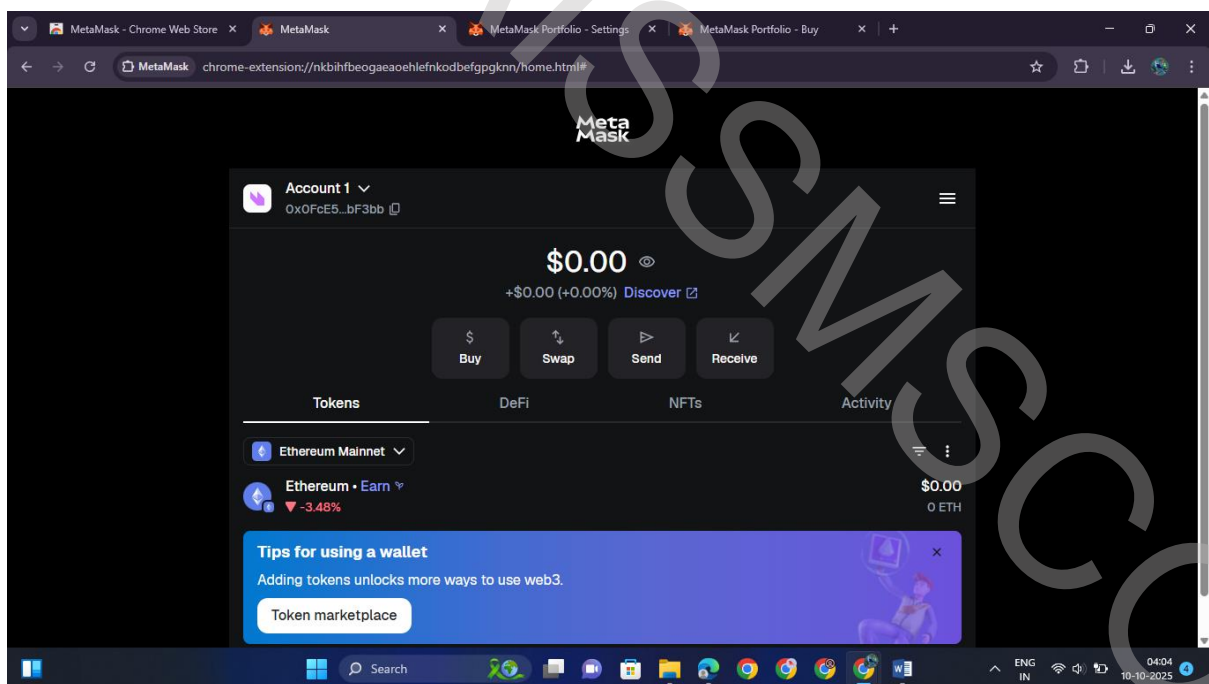 MetaMask - Chrome Web Store
MetaMask
MetaMask Portfolio - Settings
MetaMask Portfolio - Buy
MetaMask chrome-extension://nkbihfbeogaeaoehlefnkodbefgpgknn/home.html#
Meta
Mask
Account 1
0x0FcE5...bF3bb
$0.00
+$0.00 (+0.00%) Discover
$
Buy Swap Send Receive
Tokens DeFi NFTs Activity
Ethereum Mainnet
Ethereum • Earn $0.00
-3.48% 0 ETH
Tips for using a wallet
Adding tokens unlocks more ways to use web3.
Token marketplace
Search
ENG
IN
04:04
10-10-2025
4